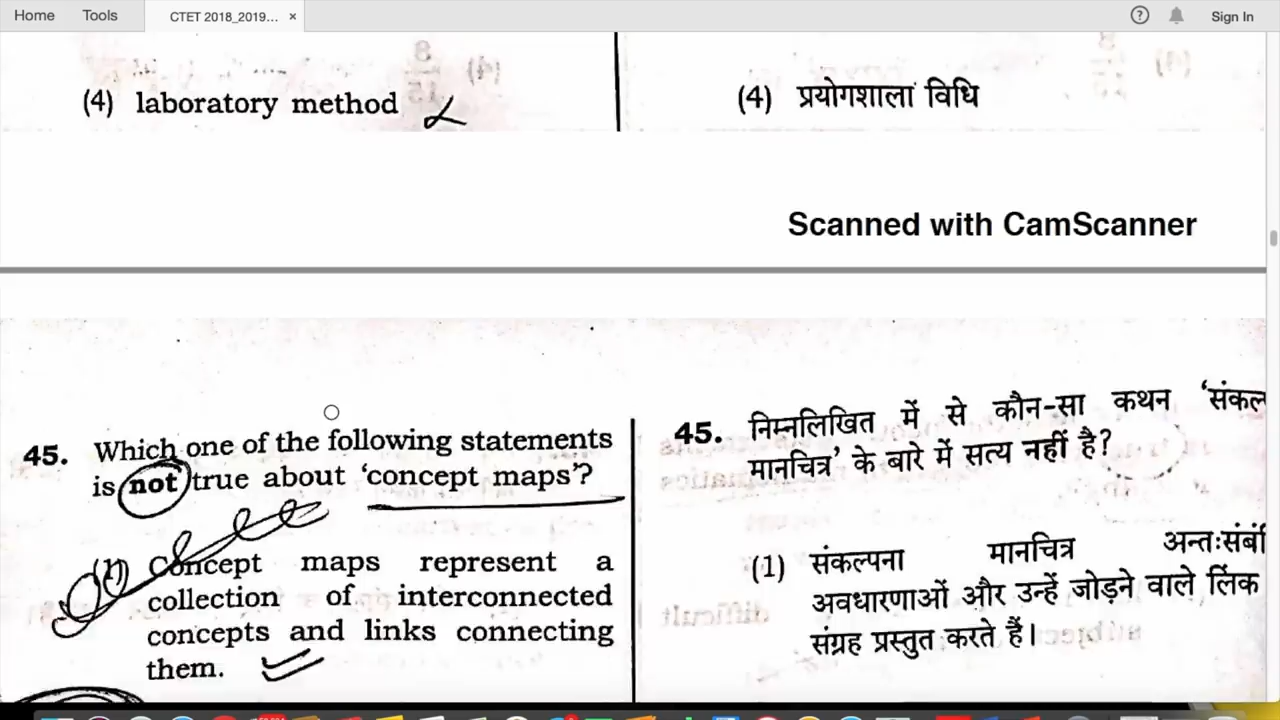 Home Tools CTET 2018_2019... × Sign In
(4) laboratory method
(4) प्रयोगशाला विधि
Scanned with CamScanner
45. Which one of the following statements
is not true about 'concept maps'?
(1) Concept maps represent a
collection of interconnected
concepts and links connecting
them.
45. निम्नलिखित में से कौन-सा कथन 'संकल
मानचित्र' के बारे में सत्य नहीं है?
(1) संकल्पना मानचित्र अन्तःसंबं
अवधारणाओं और उन्हें जोड़ने वाले लिंक
संग्रह प्रस्तुत करते हैं।